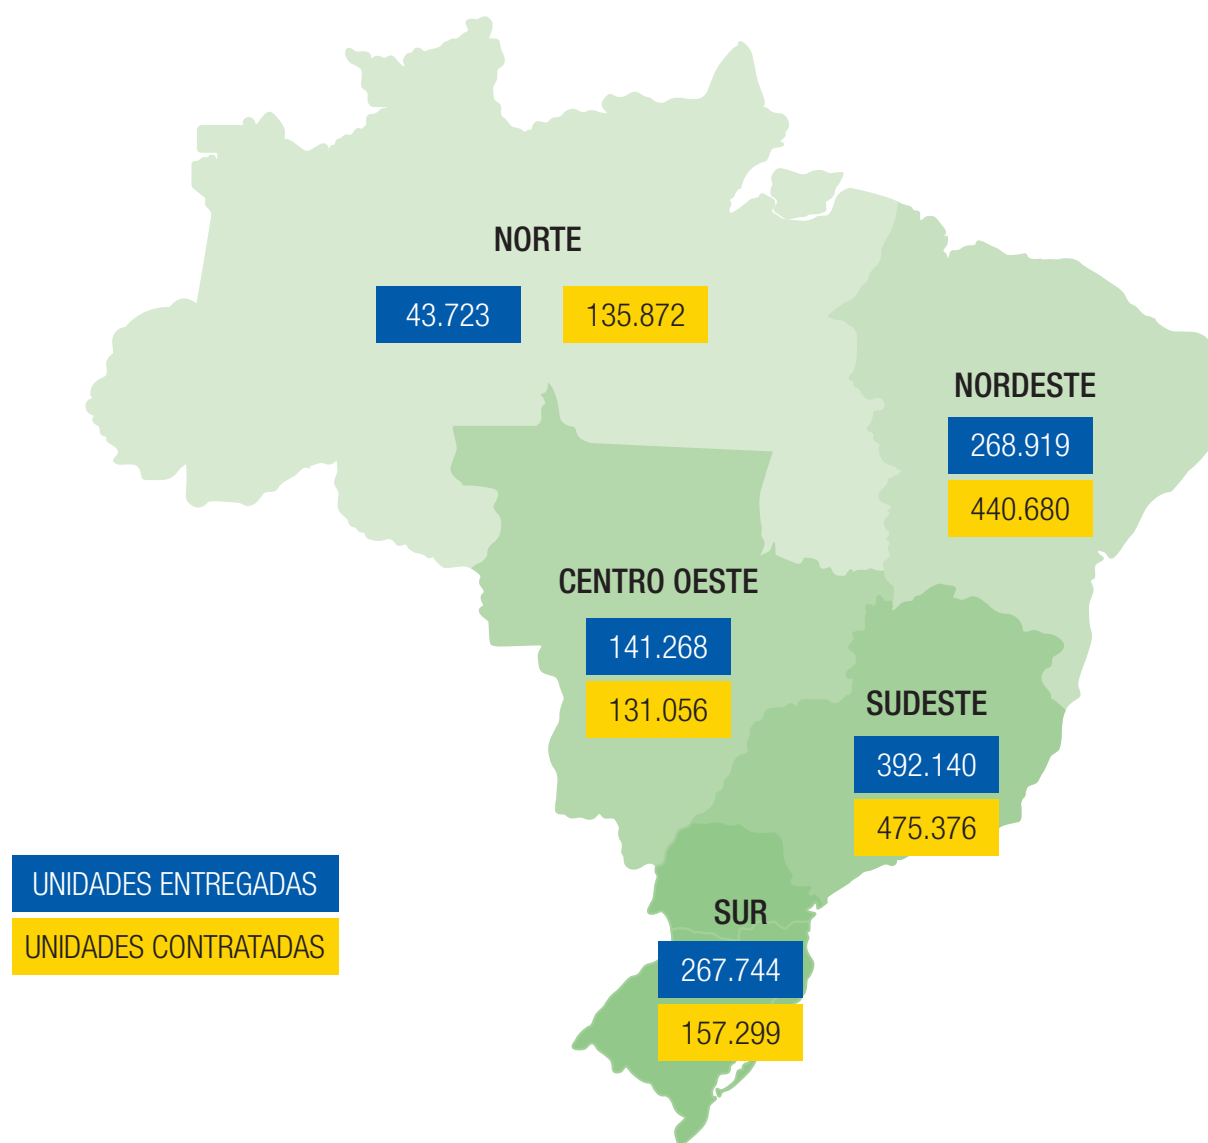 NORTE
43.723
135.872
NORDESTE
268.919
440.680
CENTRO OESTE
141.268
131.056
SUDESTE
392.140
475.376
UNIDADES ENTREGADAS
UNIDADES CONTRATADAS
SUR
267.744
157.299